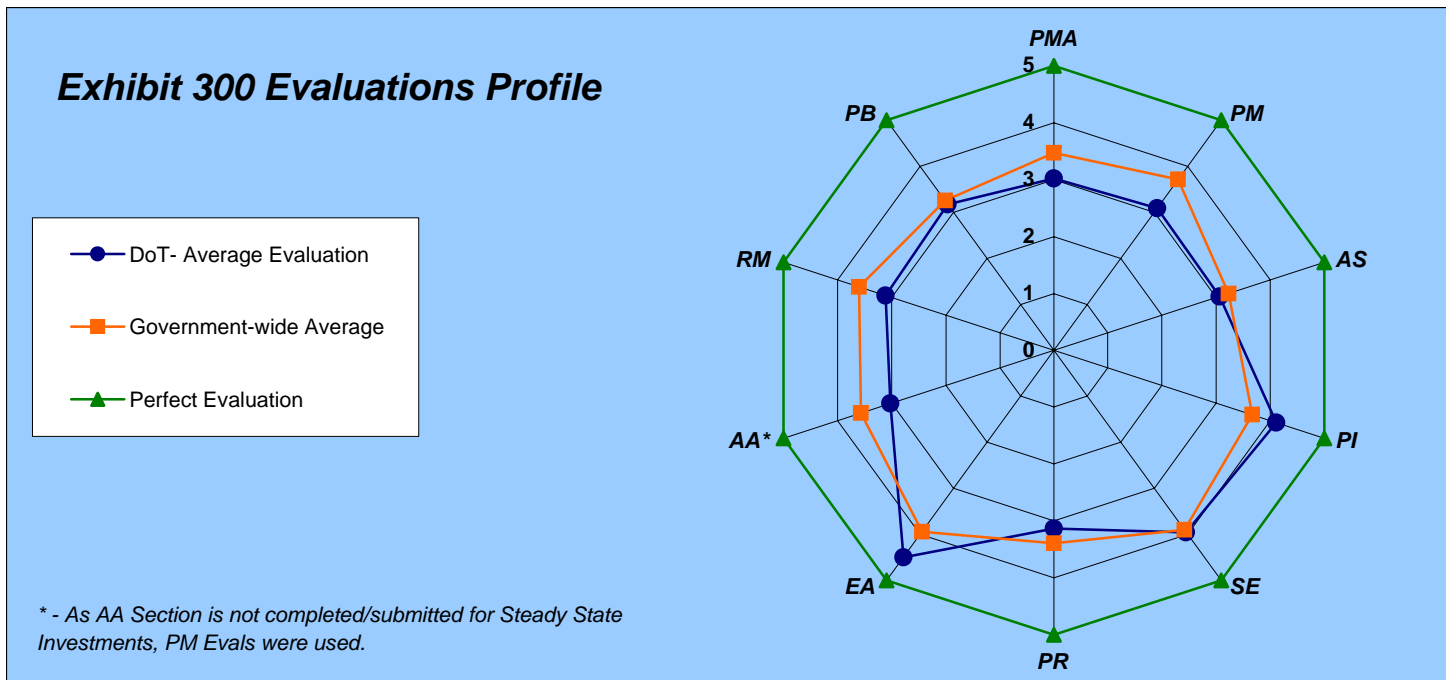 Exhibit 300 Evaluations Profile
DoT- Average Evaluation
Government-wide Average
Perfect Evaluation
* - As AA Section is not completed/submitted for Steady State
Investments, PM Evals were used.
PMA
5
PB
PM
4
3
2
RM
AS
1
0
AA*
PI
EA
SE
PR